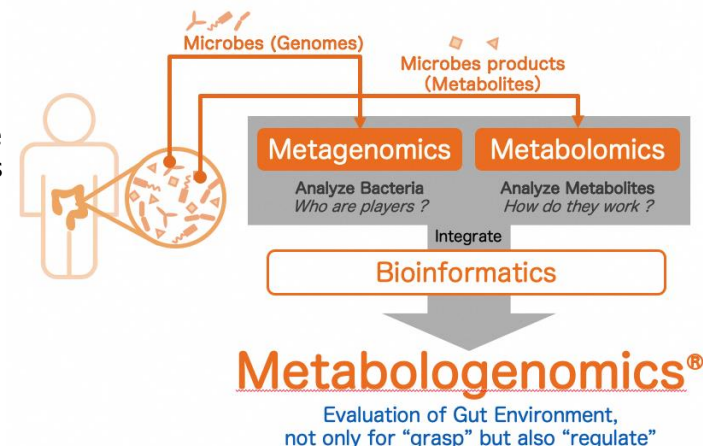 Microbes (Genomes)
Microbes products
(Metabolites)
e
s
Metagenomics
Metabolomics
Analyze Bacteria
Who are players ?
Analyze Metabolites
How do they work ?
Integrate
Bioinformatics
Metabologenomics®
Evaluation of Gut Environment,
not only for “grasp” but also “regulate”